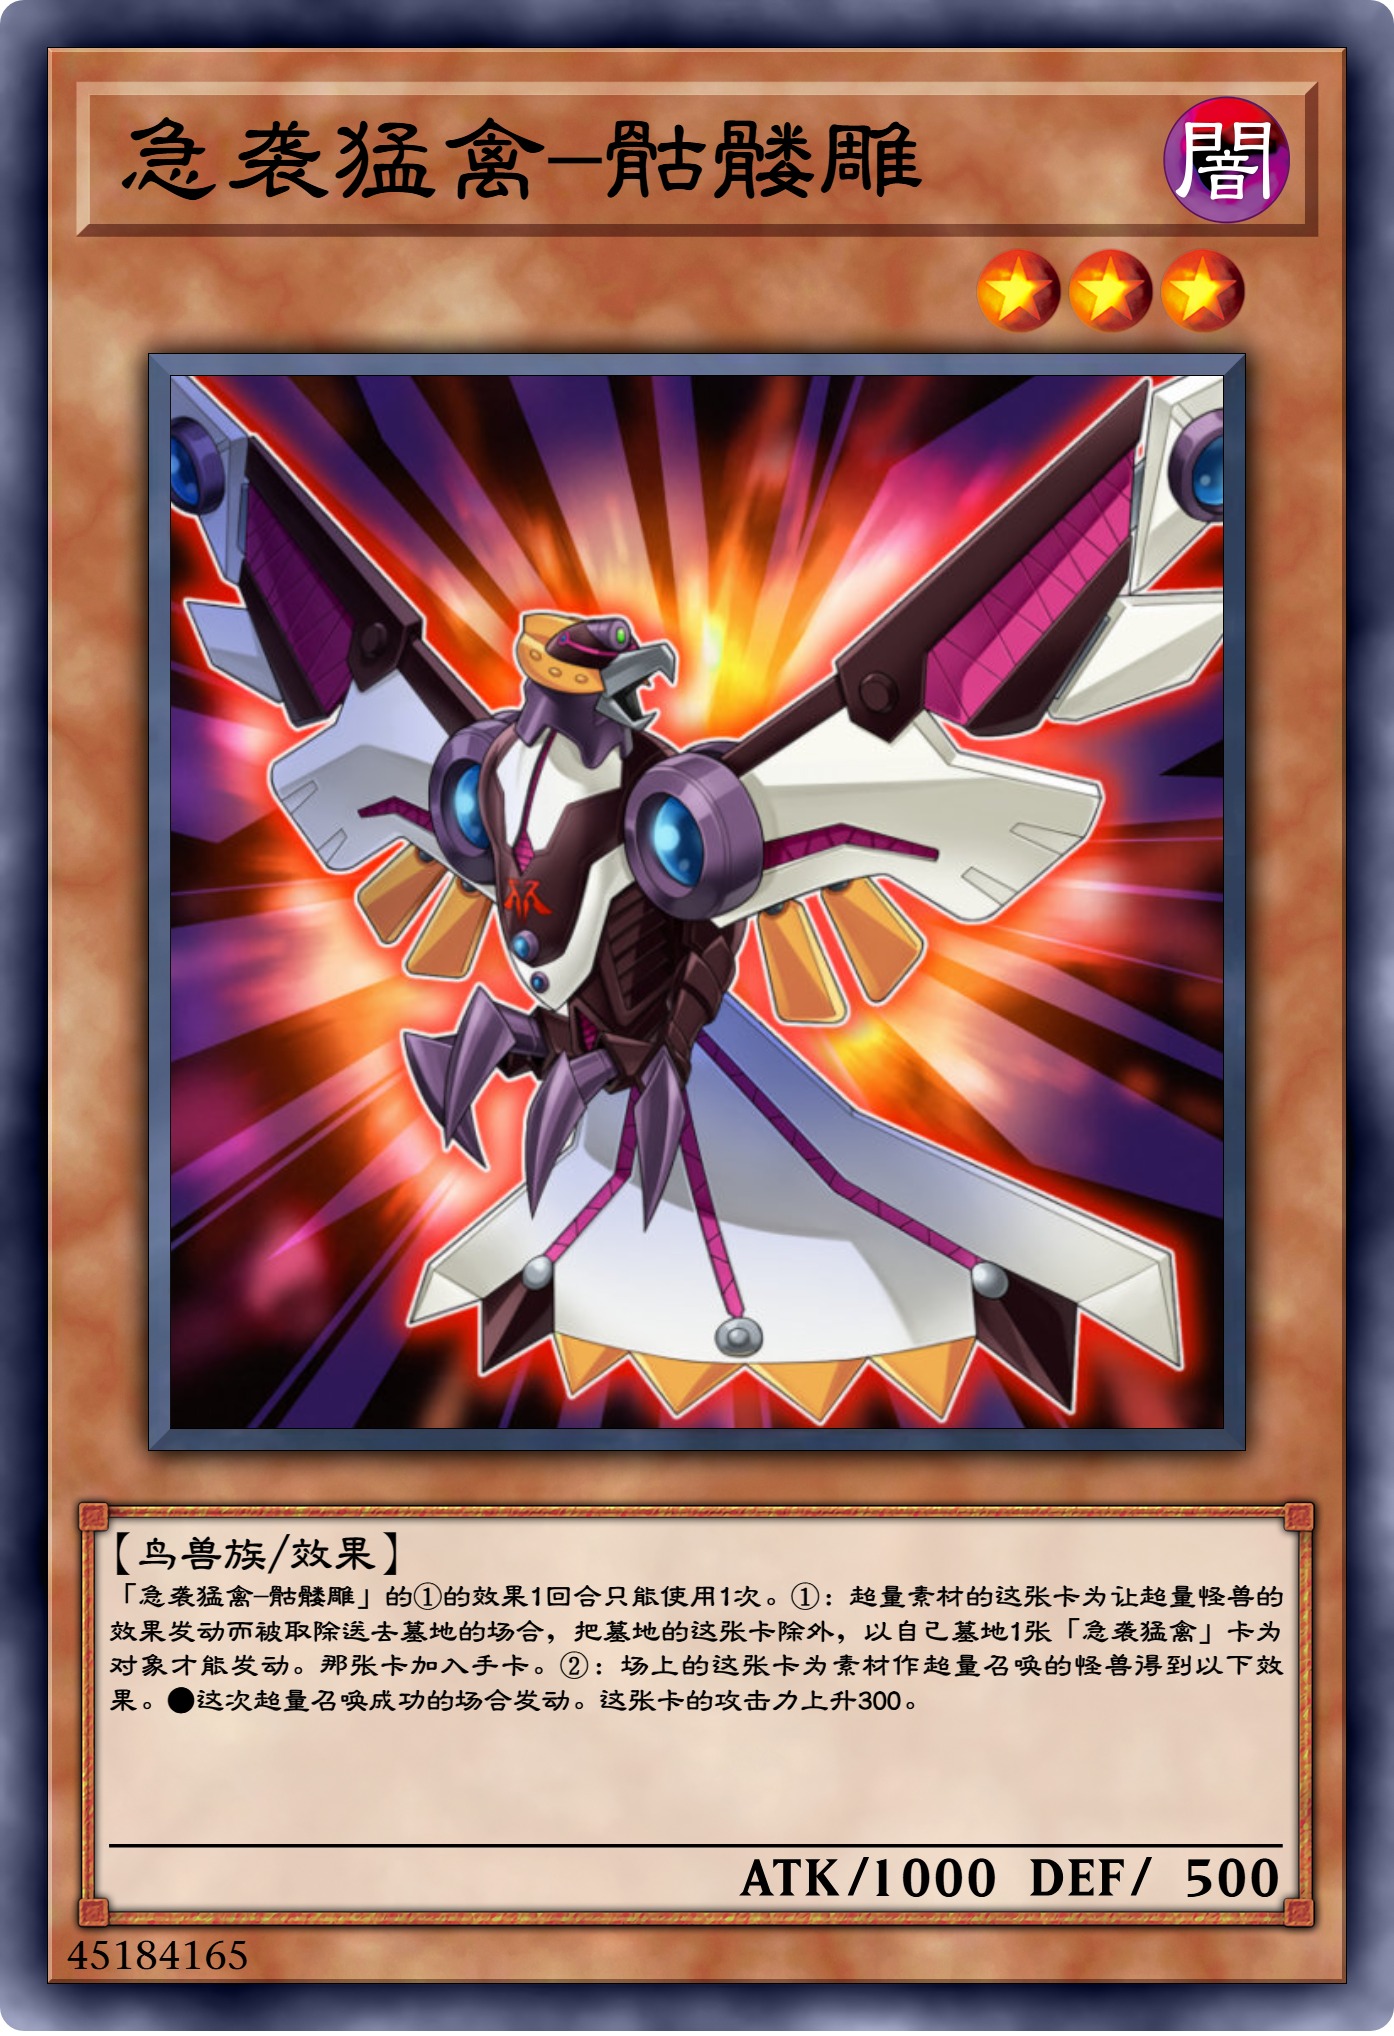 急袭猛禽-骷髅雕
闇
【鸟兽族/效果】
「急袭猛禽-骷髅雕」的①的效果1回合只能使用1次。①：超量素材的这张卡为让超量怪兽的
效果发动而被取除送去墓地的场合，把墓地的这张卡除外，以自己墓地1张「急袭猛禽」卡为
对象才能发动。那张卡加入手卡。②：场上的这张卡为素材作超量召唤的怪兽得到以下效
果。●这次超量召唤成功的场合发动。这张卡的攻击力上升300。
ATK/1000 DEF/ 500
45184165